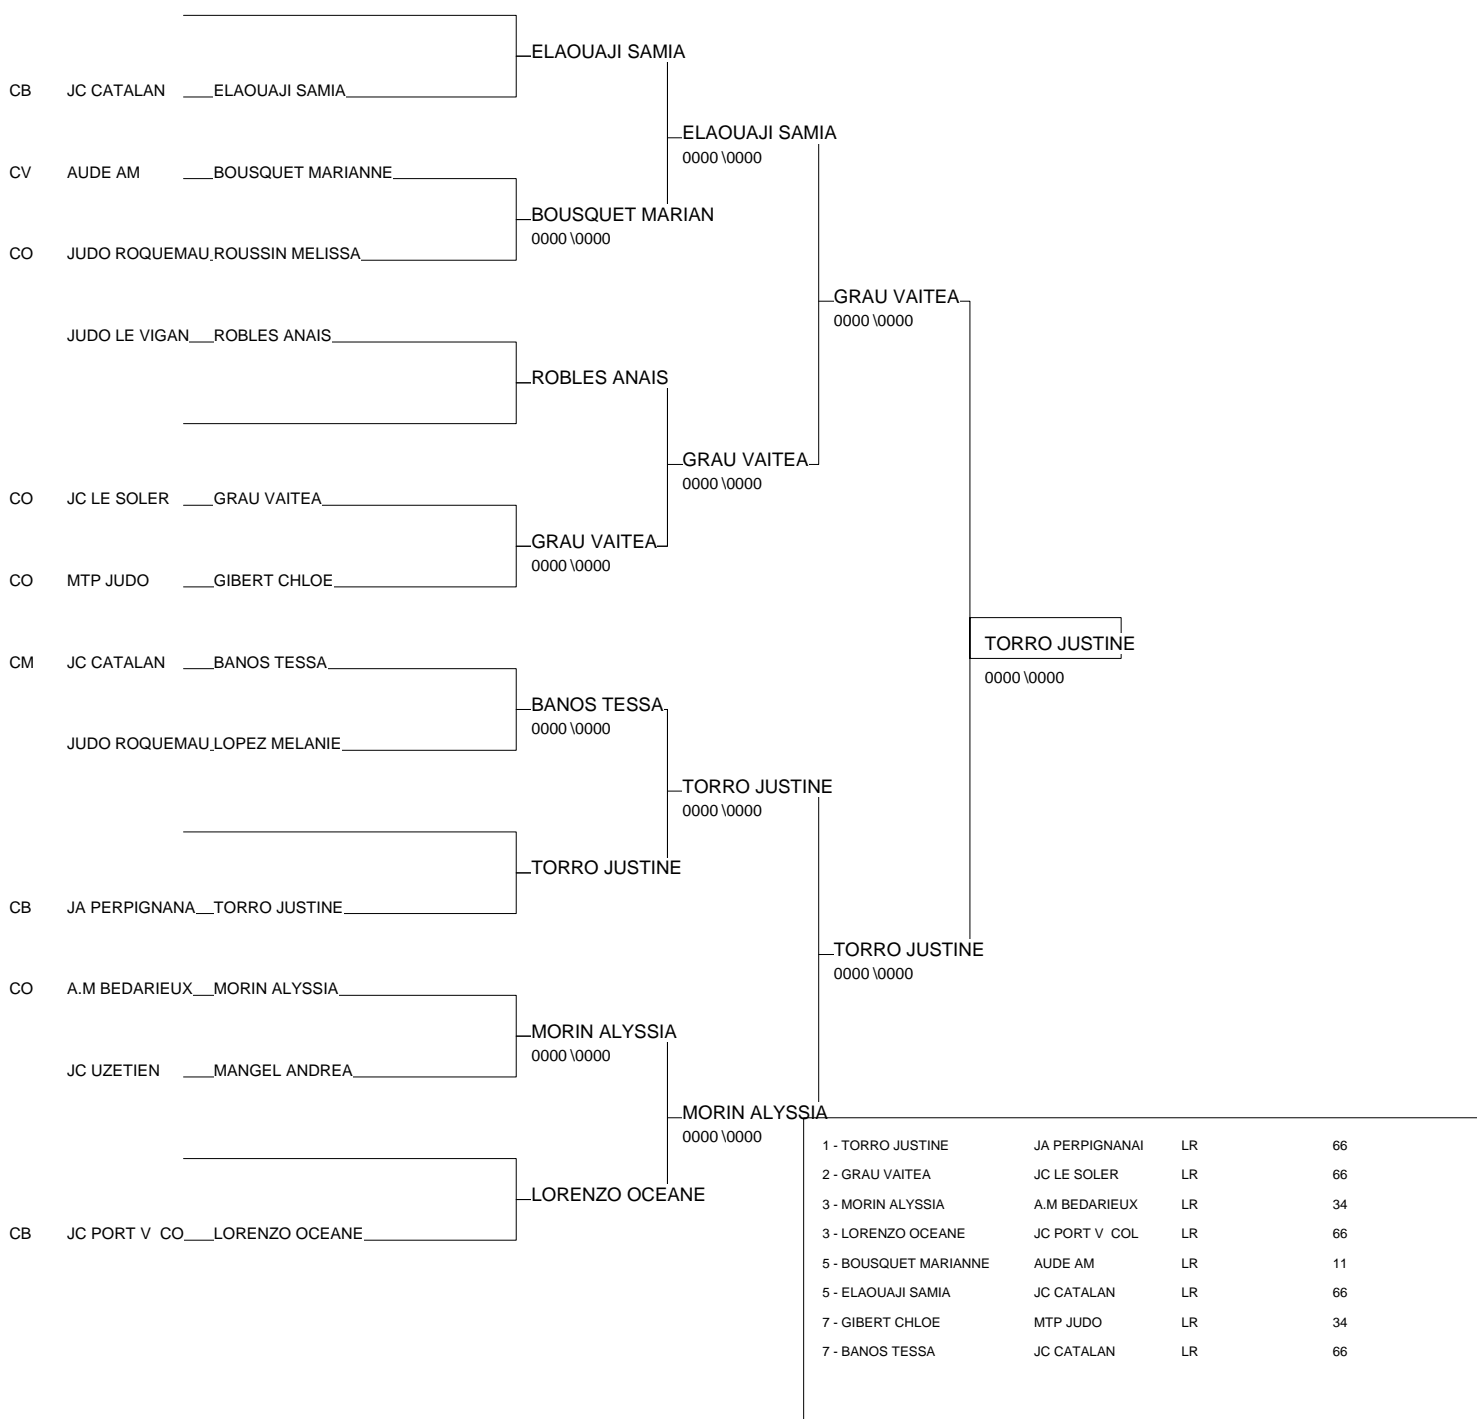 ELAOUAJI SAMIA
CB JC CATALAN ELAOUAJI SAMIA
ELAOUAJI SAMIA
0000 \0000
CV AUDE AM BOUSQUET MARIANNE
BOUSQUET MARIAN
0000 \0000
CO JUDO ROQUEMAU ROUSSIN MELISSA
GRAU VAITEA
0000 \0000
JUDO LE VIGAN ROBLES ANAIS
ROBLES ANAIS
GRAU VAITEA
0000 \0000
CO JC LE SOLER GRAU VAITEA
GRAU VAITEA
0000 \0000
CO MTP JUDO GIBERT CHLOE
TORRO JUSTINE
0000 \0000
CM JC CATALAN BANOS TESSA
BANOS TESSA
0000 \0000
JUDO ROQUEMAU LOPEZ MELANIE
TORRO JUSTINE
0000 \0000
TORRO JUSTINE
CB JA PERPIGNANA TORRO JUSTINE
TORRO JUSTINE
0000 \0000
CO A.M BEDARIEUX MORIN ALYSSIA
MORIN ALYSSIA
0000 \0000
JC UZETIEN MANGEL ANDREA
MORIN ALYSSIA
0000 \0000
LORENZO OCEANE
CB JC PORT V CO LORENZO OCEANE
1 - TORRO JUSTINE JA PERPIGNANAI LR 66
2 - GRAU VAITEA JC LE SOLER LR 66
3 - MORIN ALYSSIA A.M BEDARIEUX LR 34
3 - LORENZO OCEANE JC PORT V COL LR 66
5 - BOUSQUET MARIANNE AUDE AM LR 11
5 - ELAOUAJI SAMIA JC CATALAN LR 66
7 - GIBERT CHLOE MTP JUDO LR 34
7 - BANOS TESSA JC CATALAN LR 66